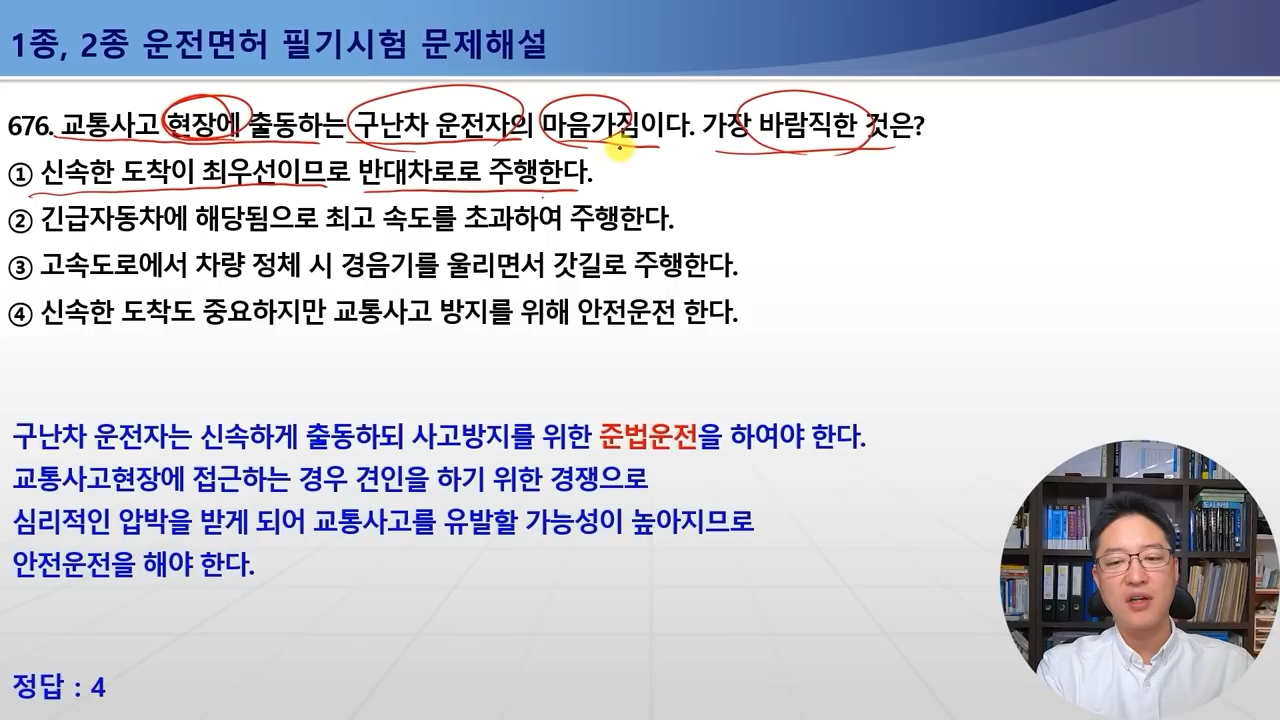 1종, 2종 운전면허 필기시험 문제해설
676. 교통사고 현장에 출동하는 구난차 운전자의 마음가짐이다. 가장 바람직한 것은?
① 신속한 도착이 최우선이므로 반대차로로 주행한다.
② 긴급자동차에 해당됨으로 최고 속도를 초과하여 주행한다.
③ 고속도로에서 차량 정체 시 경음기를 울리면서 갓길로 주행한다.
④ 신속한 도착도 중요하지만 교통사고 방지를 위해 안전운전 한다.
구난차 운전자는 신속하게 출동하되 사고방지를 위한 준법운전을 하여야 한다.
교통사고현장에 접근하는 경우 견인을 하기 위한 경쟁으로
심리적인 압박을 받게 되어 교통사고를 유발할 가능성이 높아지므로
안전운전을 해야 한다.
정답 : 4